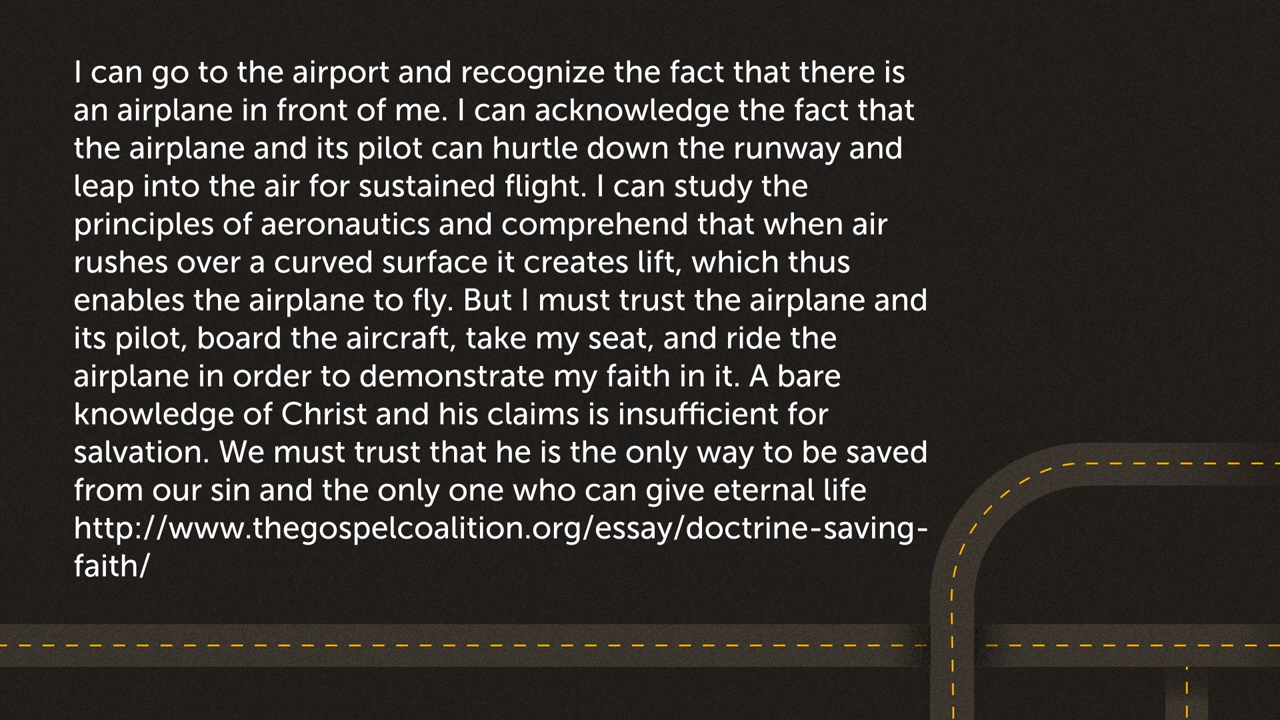 I can go to the airport and recognize the fact that there is
an airplane in front of me. I can acknowledge the fact that
the airplane and its pilot can hurtle down the runway and
leap into the air for sustained flight. I can study the
principles of aeronautics and comprehend that when air
rushes over a curved surface it creates lift, which thus
enables the airplane to fly. But I must trust the airplane and
its pilot, board the aircraft, take my seat, and ride the
airplane in order to demonstrate my faith in it. A bare
knowledge of Christ and his claims is insufficient for
salvation. We must trust that he is the only way to be saved
from our sin and the only one who can give eternal life
http://www.thegospelcoalition.org/essay/doctrine-saving-
faith/